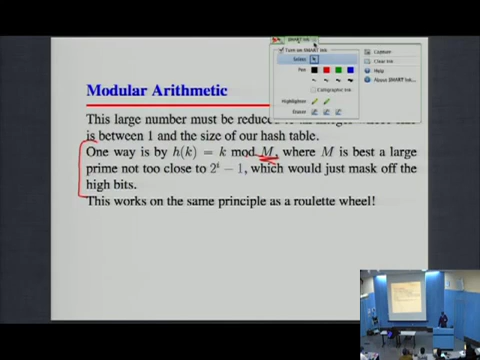 SMART Ink
Turn on SMART Ink
Capture
Select
Clear Ink
Pen
Help
About SMART Ink...
Calligraphic Ink
Highlighter
Eraser
Modular Arithmetic
This large number must be reduced to
is between 1 and the size of our hash table.
One way is by h(k) = k mod M, where M is best a large
prime not too close to 2^i − 1, which would just mask off the
high bits.
This works on the same principle as a roulette wheel!